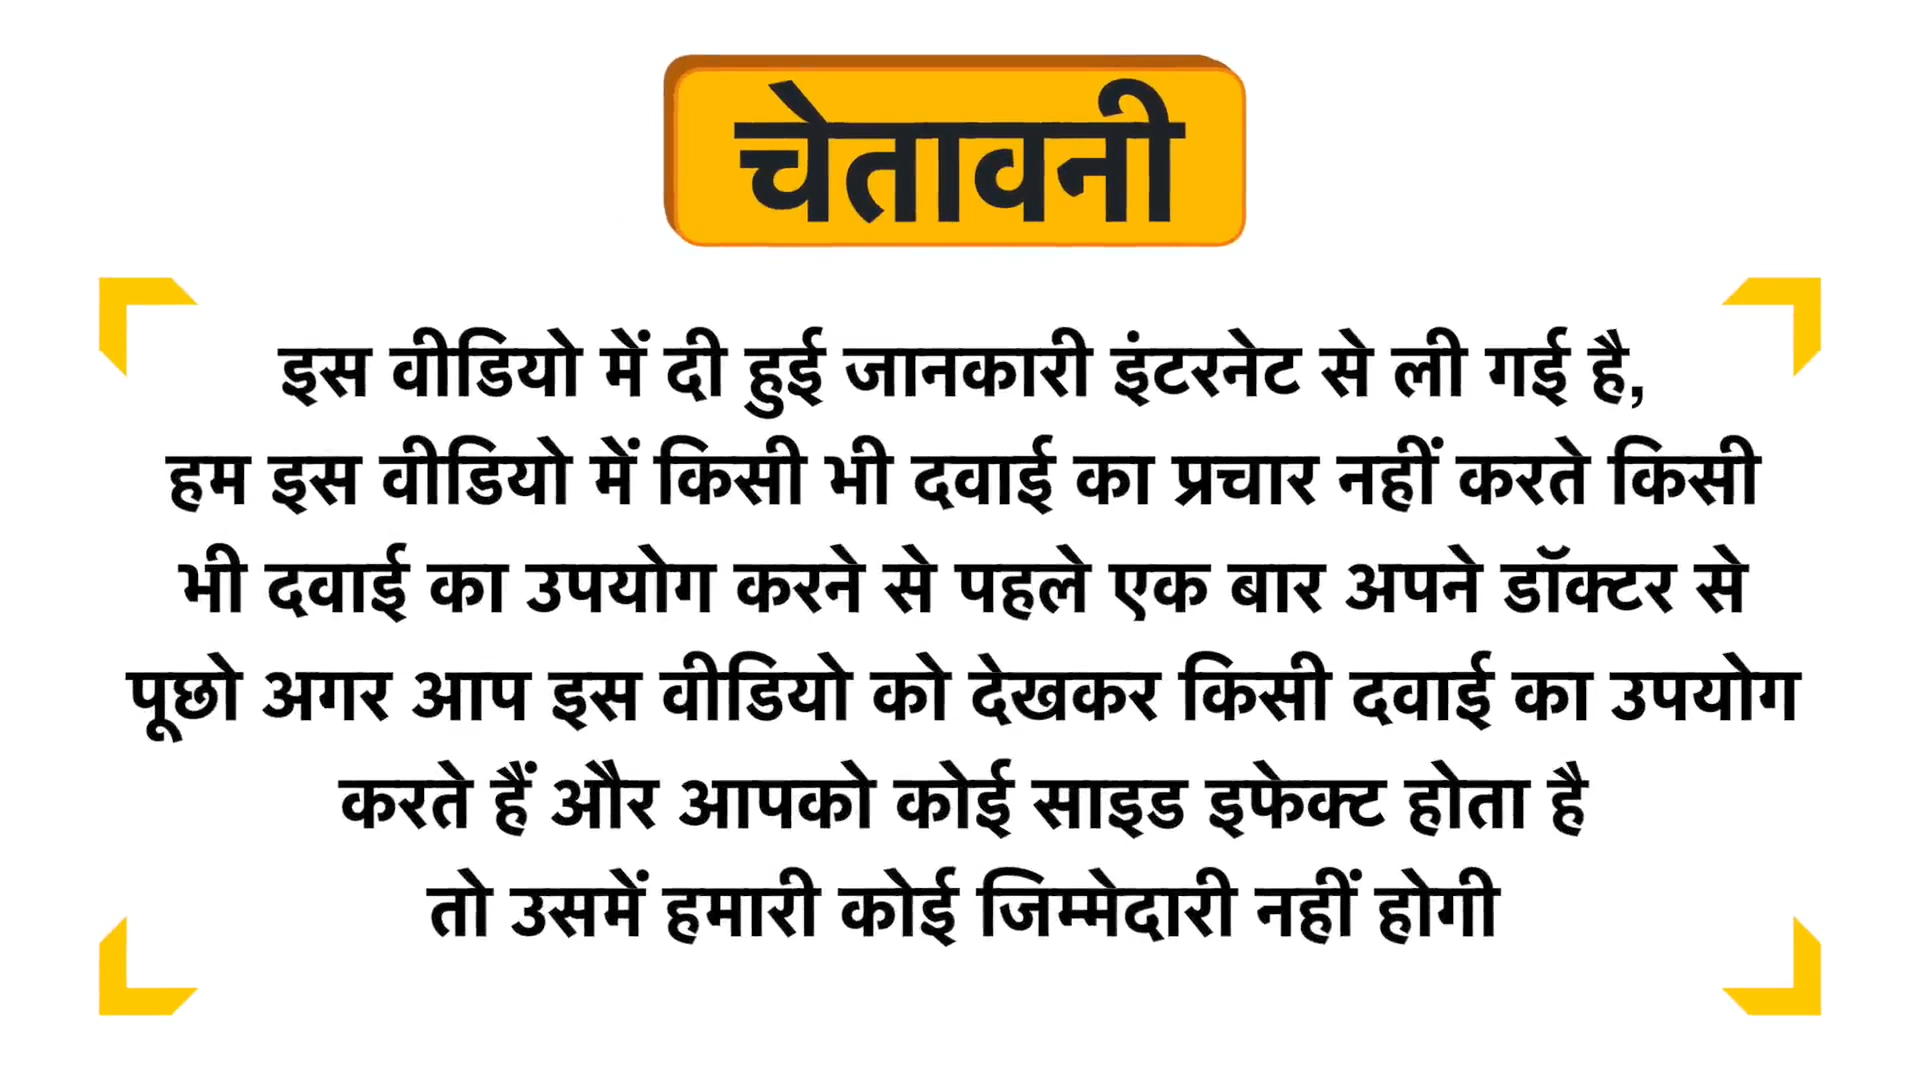 चेतावनी
इस वीडियो में दी हुई जानकारी इंटरनेट से ली गई है,
हम इस वीडियो में किसी भी दवाई का प्रचार नहीं करते किसी
भी दवाई का उपयोग करने से पहले एक बार अपने डॉक्टर से
पूछो अगर आप इस वीडियो को देखकर किसी दवाई का उपयोग
करते हैं और आपको कोई साइड इफेक्ट होता है
तो उसमें हमारी कोई जिम्मेदारी नहीं होगी